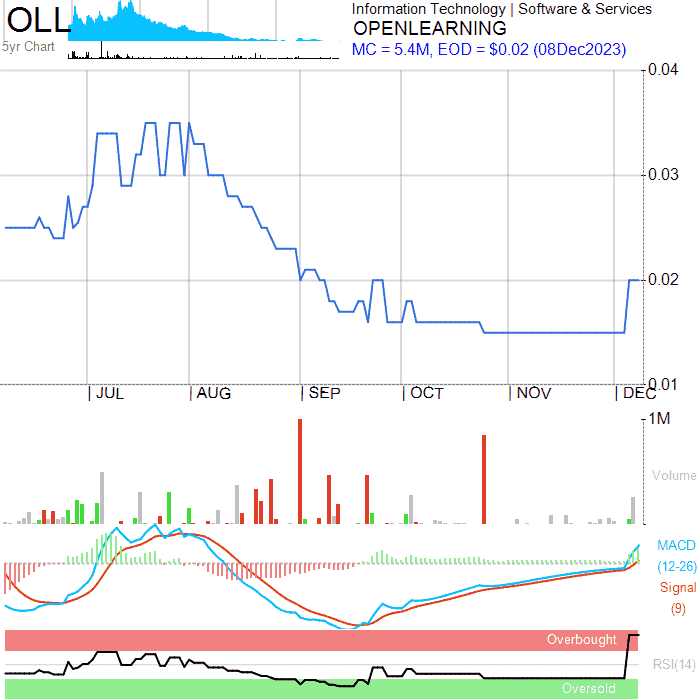 OLL
5yr Chart
Information Technology | Software & Services
OPENLEARNING
MC = 5.4M, EOD = $0.02 (08Dec2023)
0.04
0.03
0.02
0.01
JUL AUG SEP OCT NOV DEC
1M
Volume
MACD
(12-26)
Signal
(9)
Overbought
RSI(14)
Oversold